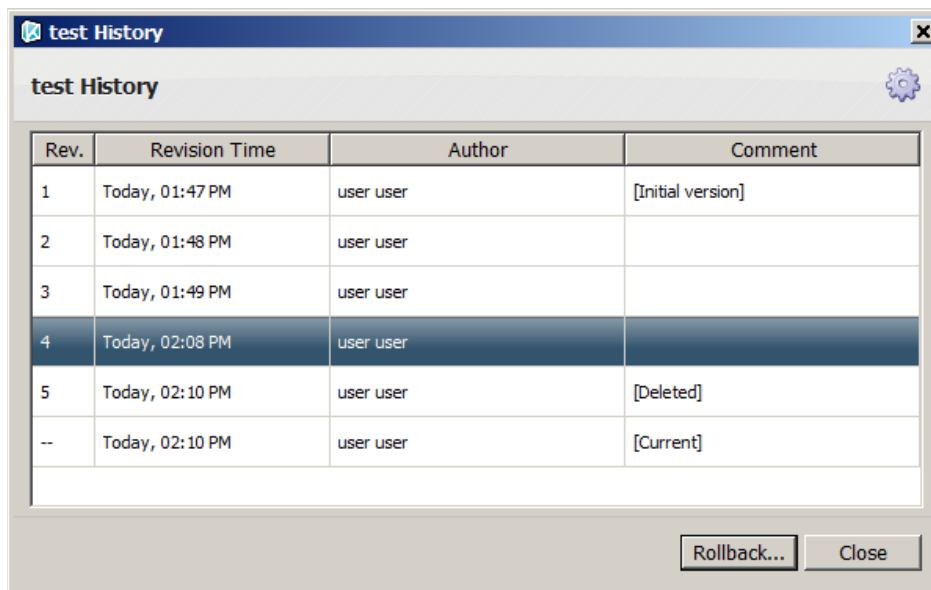 test History
test History
Rev. Revision Time Author Comment
1 Today, 01:47 PM user user [Initial version]
2 Today, 01:48 PM user user
3 Today, 01:49 PM user user
4 Today, 02:08 PM user user
5 Today, 02:10 PM user user [Deleted]
-- Today, 02:10 PM user user [Current]
Rollback... Close